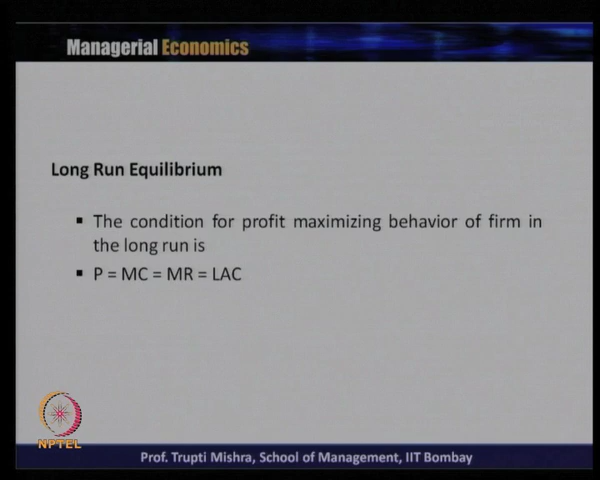 Managerial Economics
Long Run Equilibrium
▪ The condition for profit maximizing behavior of firm in
the long run is
▪ P = MC = MR = LAC
NPTEL
Prof. Trupti Mishra, School of Management, IIT Bombay